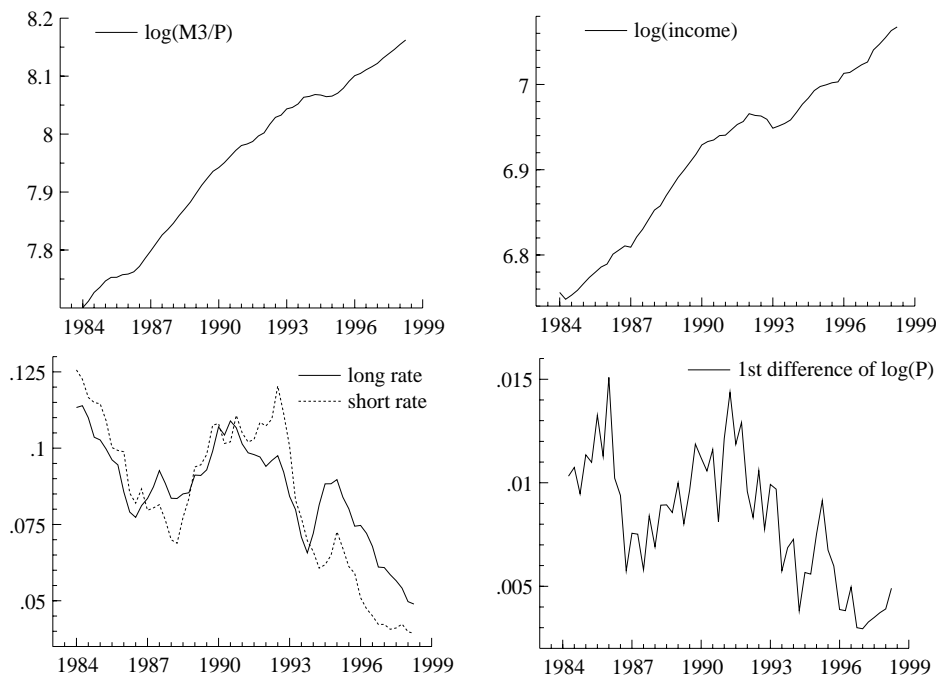 8.2
log(M3/P)
8.1
8
7.9
7.8
1984 1987 1990 1993 1996 1999
log(income)
7
6.9
6.8
1984 1987 1990 1993 1996 1999
.125
long rate
short rate
.1
.075
.05
1984 1987 1990 1993 1996 1999
.015
1st difference of log(P)
.010
.005
1984 1987 1990 1993 1996 1999